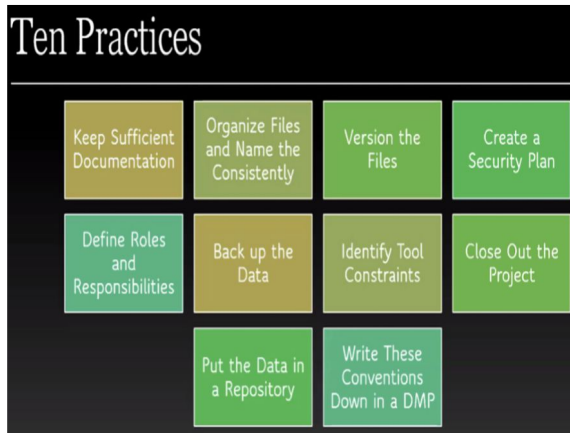 Ten Practices
Keep Sufficient
Documentation
Organize Files
and Name the
Consistently
Version the
Files
Create a
Security Plan
Define Roles
and
Responsibilities
Back up the
Data
Identify Tool
Constraints
Close Out the
Project
Put the Data in
a Repository
Write These
Conventions
Down in a DMP